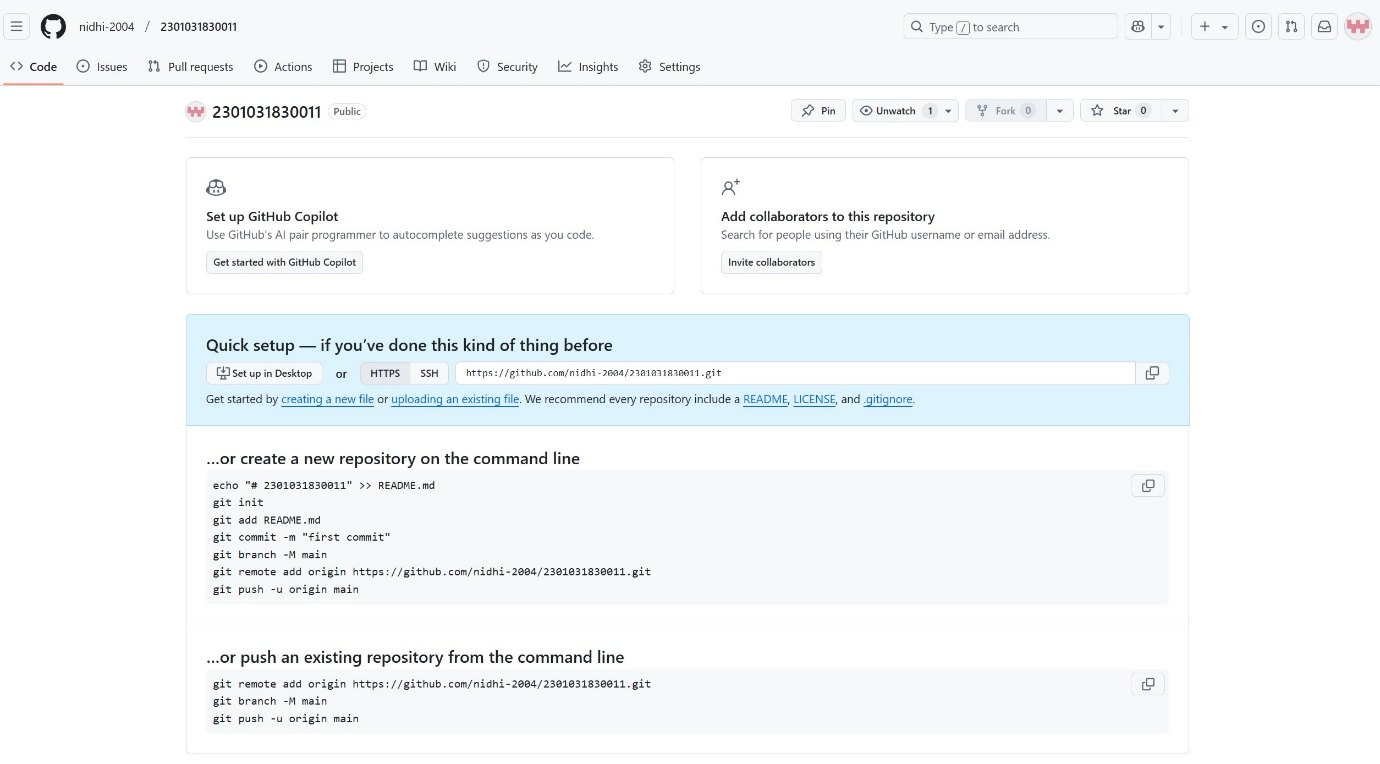 nidhi-2004 / 2301031830011
Type / to search
Code Issues Pull requests Actions Projects Wiki Security Insights Settings
2301031830011 Public
Pin Unwatch 1 Fork 0 Star 0
Set up GitHub Copilot
Use GitHub's AI pair programmer to autocomplete suggestions as you code.
Get started with GitHub Copilot
Add collaborators to this repository
Search for people using their GitHub username or email address.
Invite collaborators
Quick setup — if you've done this kind of thing before
Set up in Desktop or HTTPS SSH https://github.com/nidhi-2004/2301031830011.git
Get started by creating a new file or uploading an existing file. We recommend every repository include a README, LICENSE, and .gitignore.
...or create a new repository on the command line
echo "# 2301031830011" >> README.md
git init
git add README.md
git commit -m "first commit"
git branch -M main
git remote add origin https://github.com/nidhi-2004/2301031830011.git
git push -u origin main
...or push an existing repository from the command line
git remote add origin https://github.com/nidhi-2004/2301031830011.git
git branch -M main
git push -u origin main